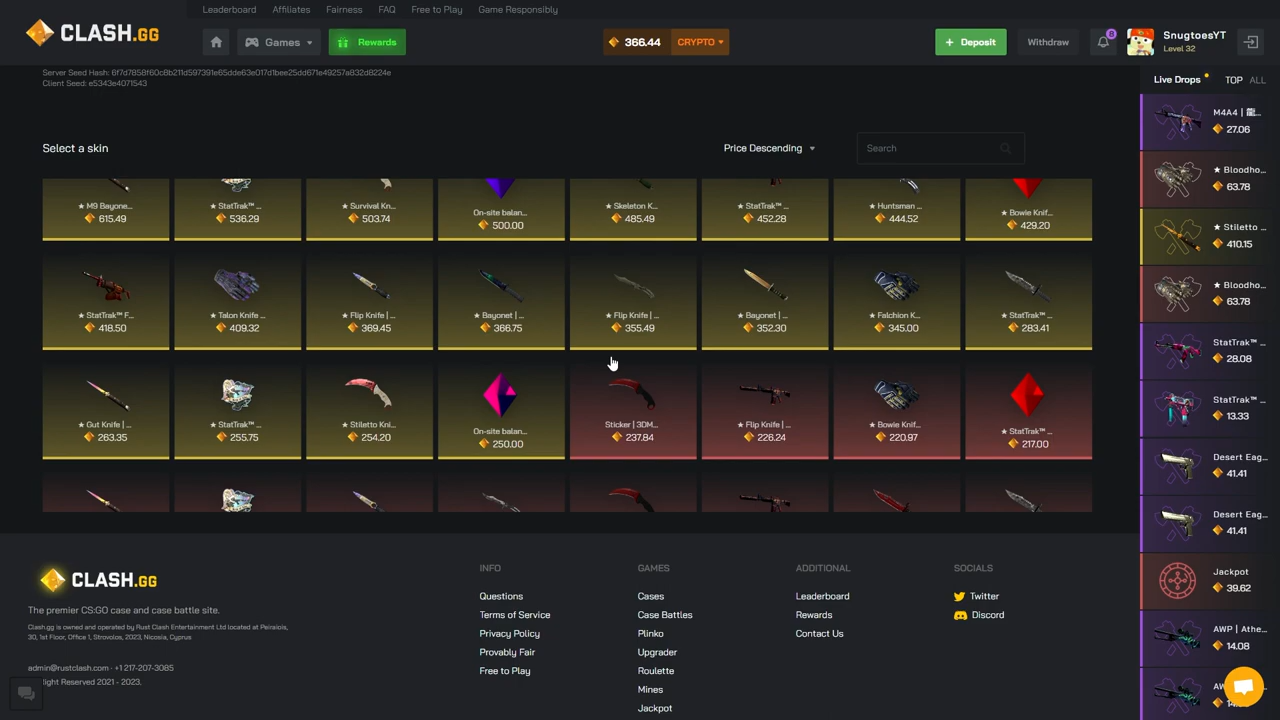 Leaderboard Affiliates Fairness FAQ Free to Play Game Responsibly
CLASH.GG Games Rewards 366.44 CRYPTO + Deposit Withdraw 6 SnugtoesYT
Level 32
Server Seed Hash: 6f7d7858f60c8b211d597391e65dde63e017d1bee25dd671e49257a832d8224e
Client Seed: e5343e4071543
Live Drops TOP ALL
Select a skin Price Descending Search
★ M9 Bayone... StatTrak™ ... ★ Survival Kn... On-site balan... ★ Skeleton K... ★ StatTrak™ ... ★ Huntsman ... ★ Bowie Knif...
615.49 536.29 503.74 500.00 485.49 452.28 444.52 429.20
★ StatTrak F... ★ Talon Knife ... ★ Flip Knife | ... ★ Bayonet | ... ★ Flip Knife | ... ★ Bayonet | ... ★ Falchion K... ★ StatTrak™ ...
418.50 409.32 369.45 366.75 355.49 352.30 345.00 283.41
★ Gut Knife | ... ★ StatTrak™ ... ★ Stiletto Kni... On-site balan... Sticker | 3DM... ★ Flip Knife | ... ★ Bowie Knif... ★ StatTrak™ ...
263.35 255.75 254.20 250.00 237.84 226.24 220.97 217.00
M4A4 | 龍...
27.06
★ Bloodho...
63.78
★ Stiletto ...
410.15
★ Bloodho...
63.78
StatTrak™ ...
28.08
StatTrak™ ...
13.33
Desert Eag...
41.41
Desert Eag...
41.41
Jackpot
39.62
AWP | Athe...
14.08
CLASH.GG
The premier CS:GO case and case battle site.
Clash.gg is owned and operated by Rust Clash Entertainment Ltd located at Peiraiois,
30, 1st Floor, Office 1, Strovolos, 2023, Nicosia, Cyprus
admin@rustclash.com · +1 217-207-3085
Right Reserved 2021 - 2023.
INFO
Questions
Terms of Service
Privacy Policy
Provably Fair
Free to Play
GAMES
Cases
Case Battles
Plinko
Upgrader
Roulette
Mines
Jackpot
ADDITIONAL
Leaderboard
Rewards
Contact Us
SOCIALS
Twitter
Discord